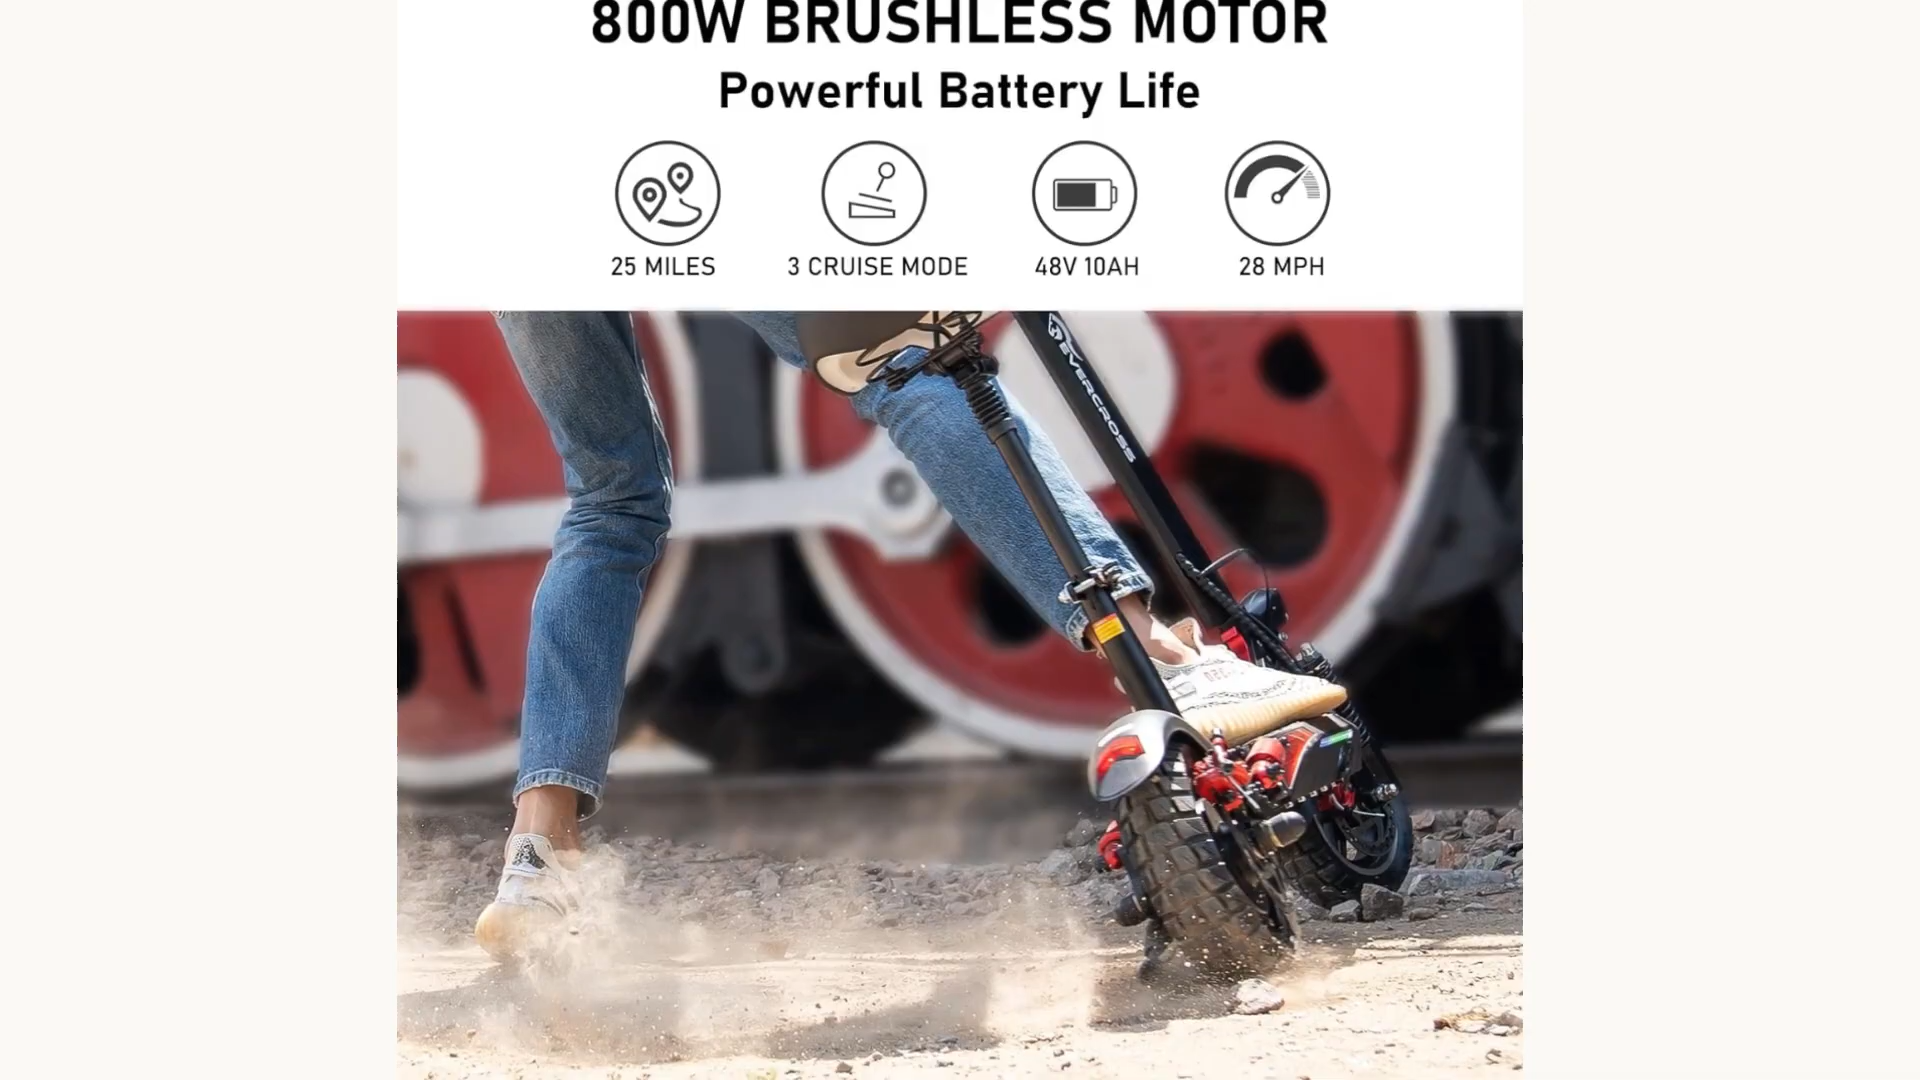 800W BRUSHLESS MOTOR
Powerful Battery Life
25 MILES
3 CRUISE MODE
48V 10AH
28 MPH
EVERCROSS